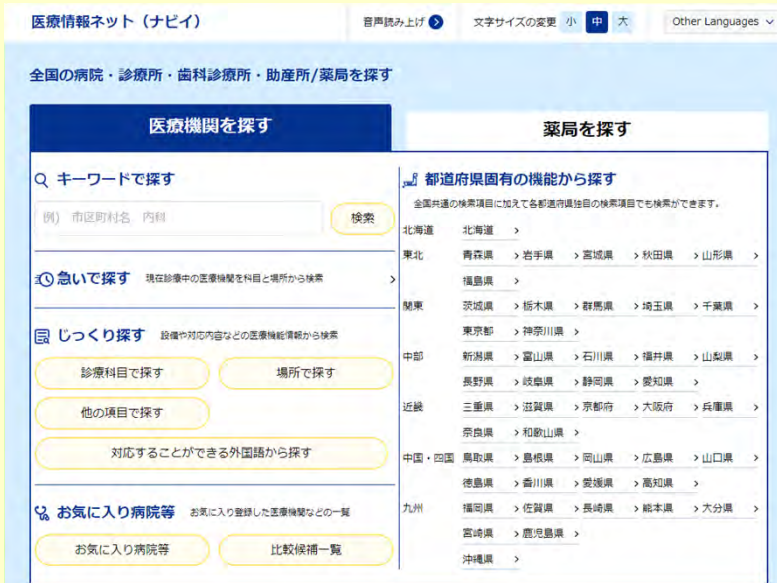 医療情報ネット（ナビイ）
音声読み上げ
文字サイズの変更 小 中 大
Other Languages
全国の病院・診療所・歯科診療所・助産所/薬局を探す
医療機関を探す
薬局を探す
キーワードで探す
例) 市区町村名 内科
検索
急いで探す 現在診療中の医療機関を科目と場所から検索
じっくり探す 設備や対応内容などの医療機能情報から検索
診療科目で探す
場所で探す
他の項目で探す
対応することができる外国語から探す
お気に入り病院等 お気に入り登録した医療機関などの一覧
お気に入り病院等
比較候補一覧
都道府県固有の機能から探す
全国共通の検索項目に加えて各都道府県独自の検索項目でも検索ができます。
北海道 北海道
東北 青森県 岩手県 宮城県 秋田県 山形県
福島県
関東 茨城県 栃木県 群馬県 埼玉県 千葉県
東京都 神奈川県
中部 新潟県 富山県 石川県 福井県 山梨県
長野県 岐阜県 静岡県 愛知県
近畿 三重県 滋賀県 京都府 大阪府 兵庫県
奈良県 和歌山県
中国・四国 鳥取県 島根県 岡山県 広島県 山口県
徳島県 香川県 愛媛県 高知県
九州 福岡県 佐賀県 長崎県 熊本県 大分県
宮崎県 鹿児島県
沖縄県